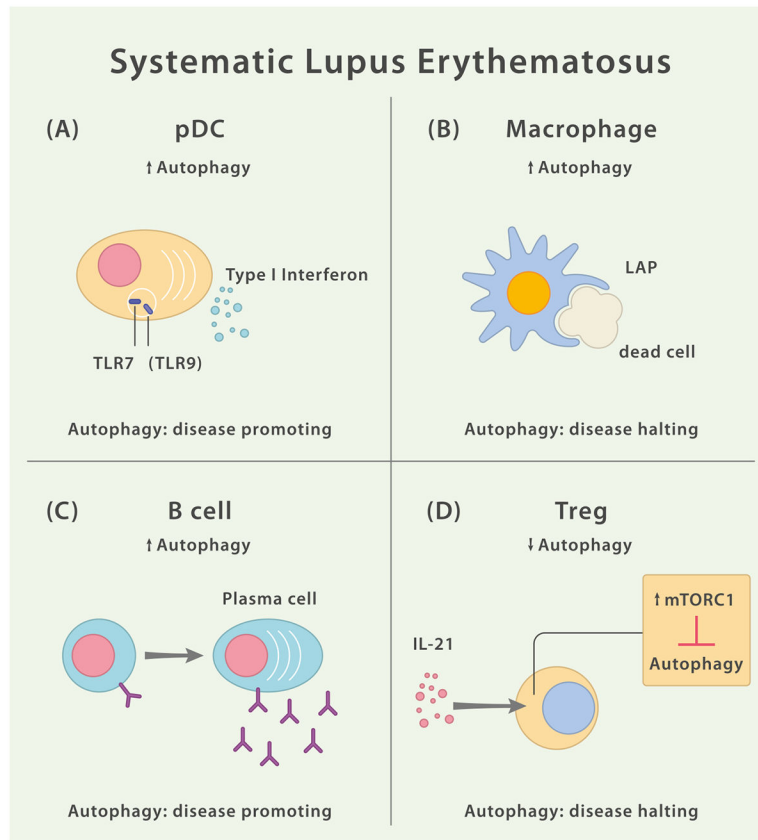 Systematic Lupus Erythematosus
(A) pDC
↑ Autophagy
Type I Interferon
TLR7 (TLR9)
Autophagy: disease promoting
(B) Macrophage
↑ Autophagy
LAP
dead cell
Autophagy: disease halting
(C) B cell
↑ Autophagy
Plasma cell
Autophagy: disease promoting
(D) Treg
↓ Autophagy
↑ mTORC1
Autophagy
IL-21
Autophagy: disease halting